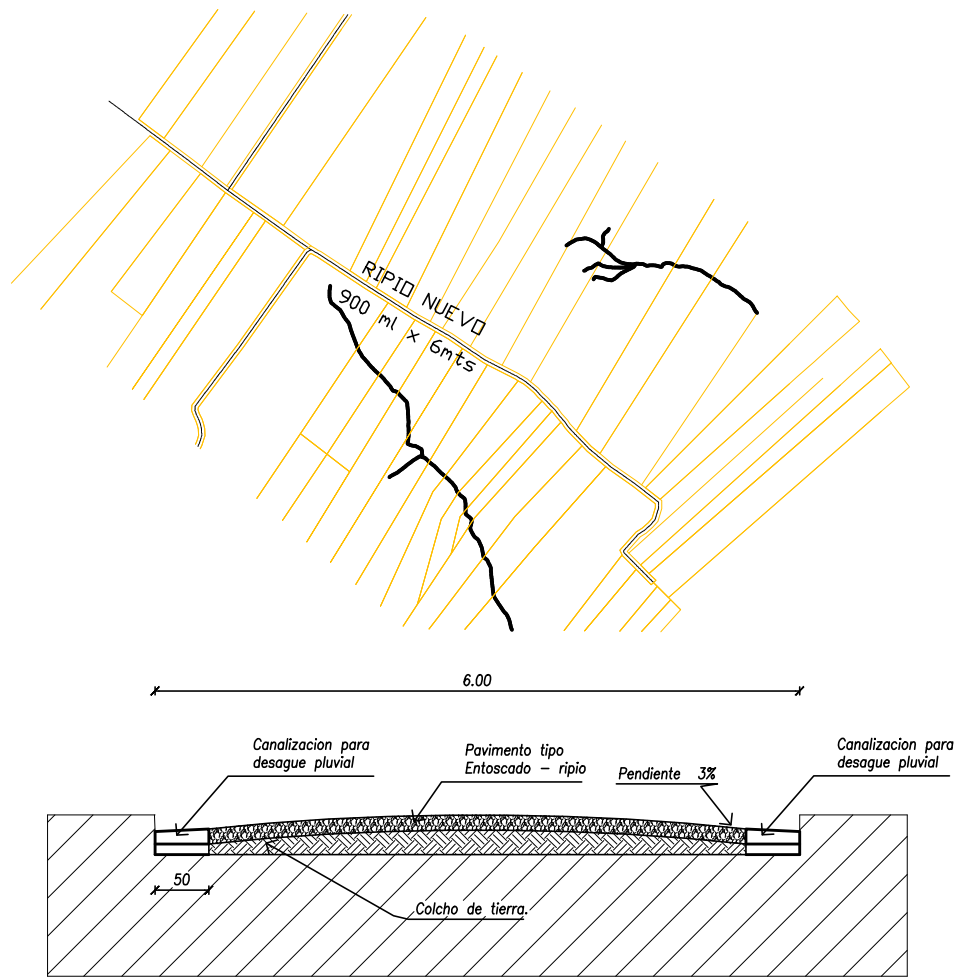 RIPIO NUEVO
900 ml x 6mts
6.00
Canalizacion para
desague pluvial
Pavimento tipo
Entoscado - ripio
Pendiente 3%
Canalizacion para
desague pluvial
50
Colcho de tierra.